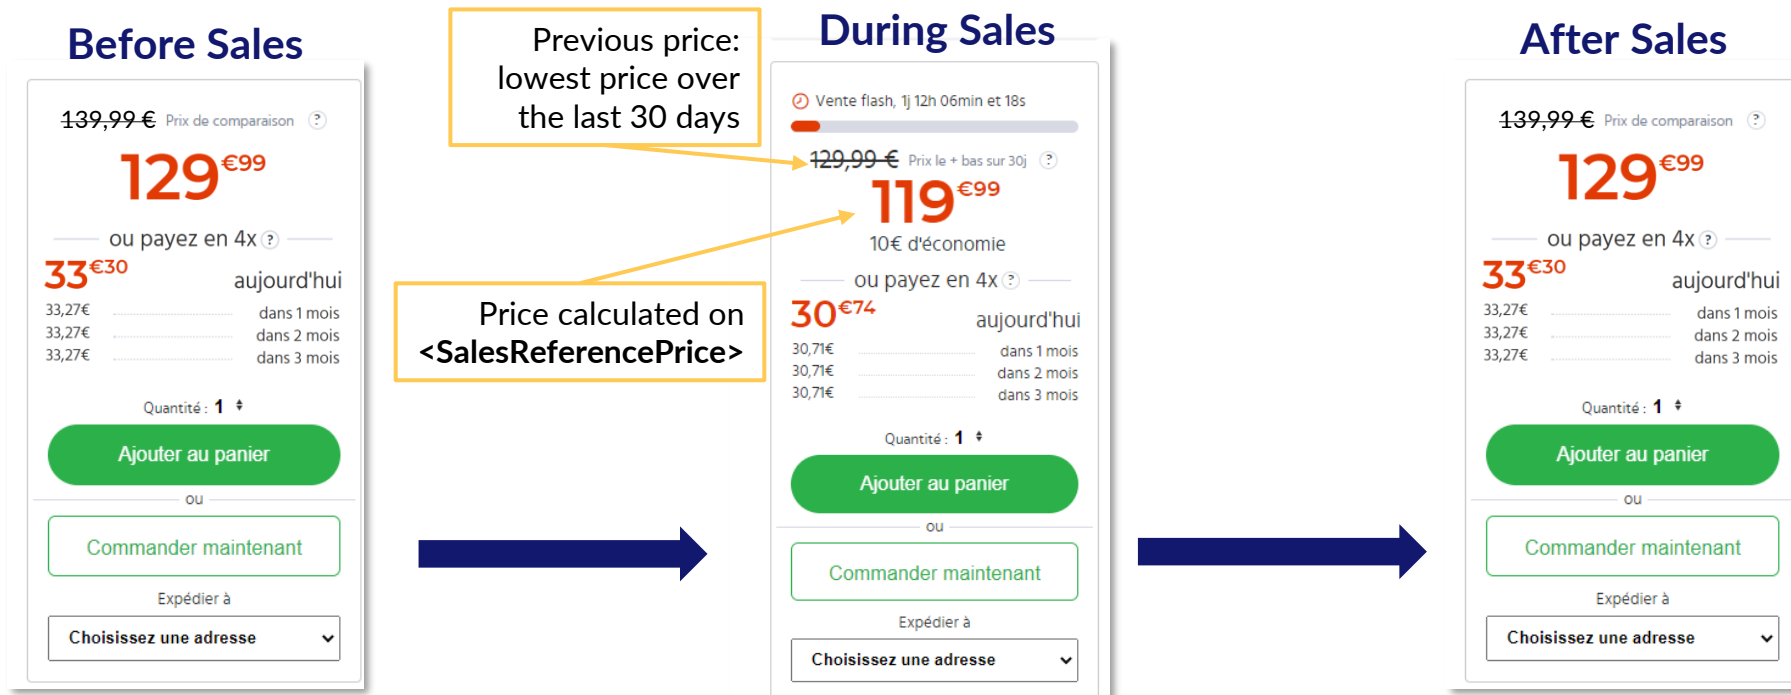 Before Sales
139,99 € Prix de comparaison ?
129€99
ou payez en 4x ?
33€30 aujourd'hui
33,27€ dans 1 mois
33,27€ dans 2 mois
33,27€ dans 3 mois
Quantité : 1
Ajouter au panier
ou
Commander maintenant
Expédier à
Choisissez une adresse
Previous price:
lowest price over
the last 30 days
Price calculated on
<SalesReferencePrice>
During Sales
Vente flash, 1j 12h 06min et 18s
129,99 € Prix le + bas sur 30j ?
119€99
10€ d'économie
ou payez en 4x ?
30€74 aujourd'hui
30,71€ dans 1 mois
30,71€ dans 2 mois
30,71€ dans 3 mois
Quantité : 1
Ajouter au panier
ou
Commander maintenant
Expédier à
Choisissez une adresse
After Sales
139,99 € Prix de comparaison ?
129€99
ou payez en 4x ?
33€30 aujourd'hui
33,27€ dans 1 mois
33,27€ dans 2 mois
33,27€ dans 3 mois
Quantité : 1
Ajouter au panier
ou
Commander maintenant
Expédier à
Choisissez une adresse